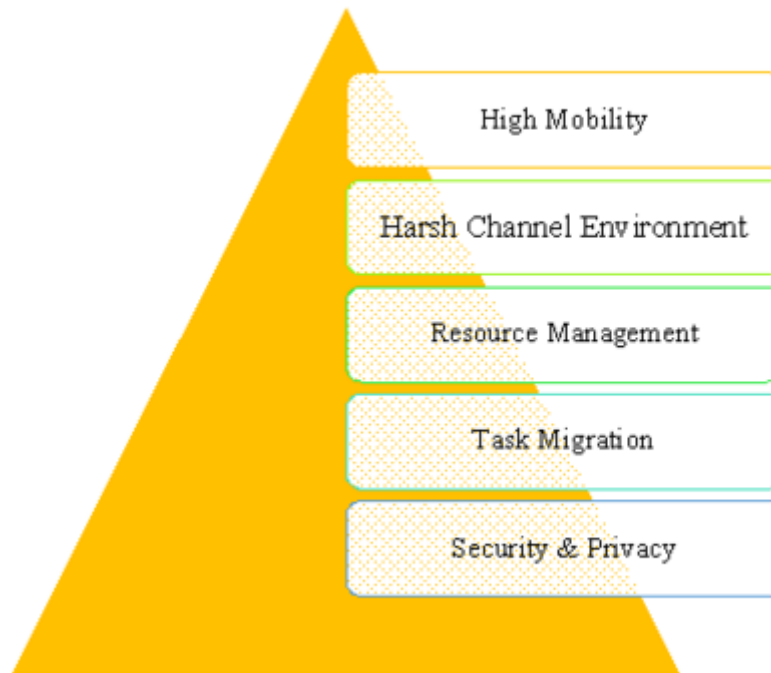 High Mobility
Harsh Channel Environment
Resource Management
Task Migration
Security & Privacy